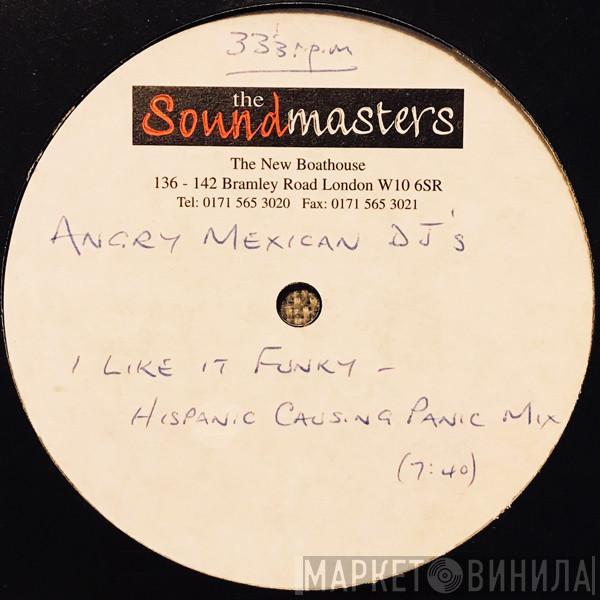 33⅓ r.p.m
the
Soundmasters
The New Boathouse
136 - 142 Bramley Road London W10 6SR
Tel: 0171 565 3020 Fax: 0171 565 3021
ANGRY MEXICAN DJ's
I LIKE IT FUNKY -
HISPANIC CAUSING PANIC MIX
(7:40)
МАРКЕТ ВИНИЛА